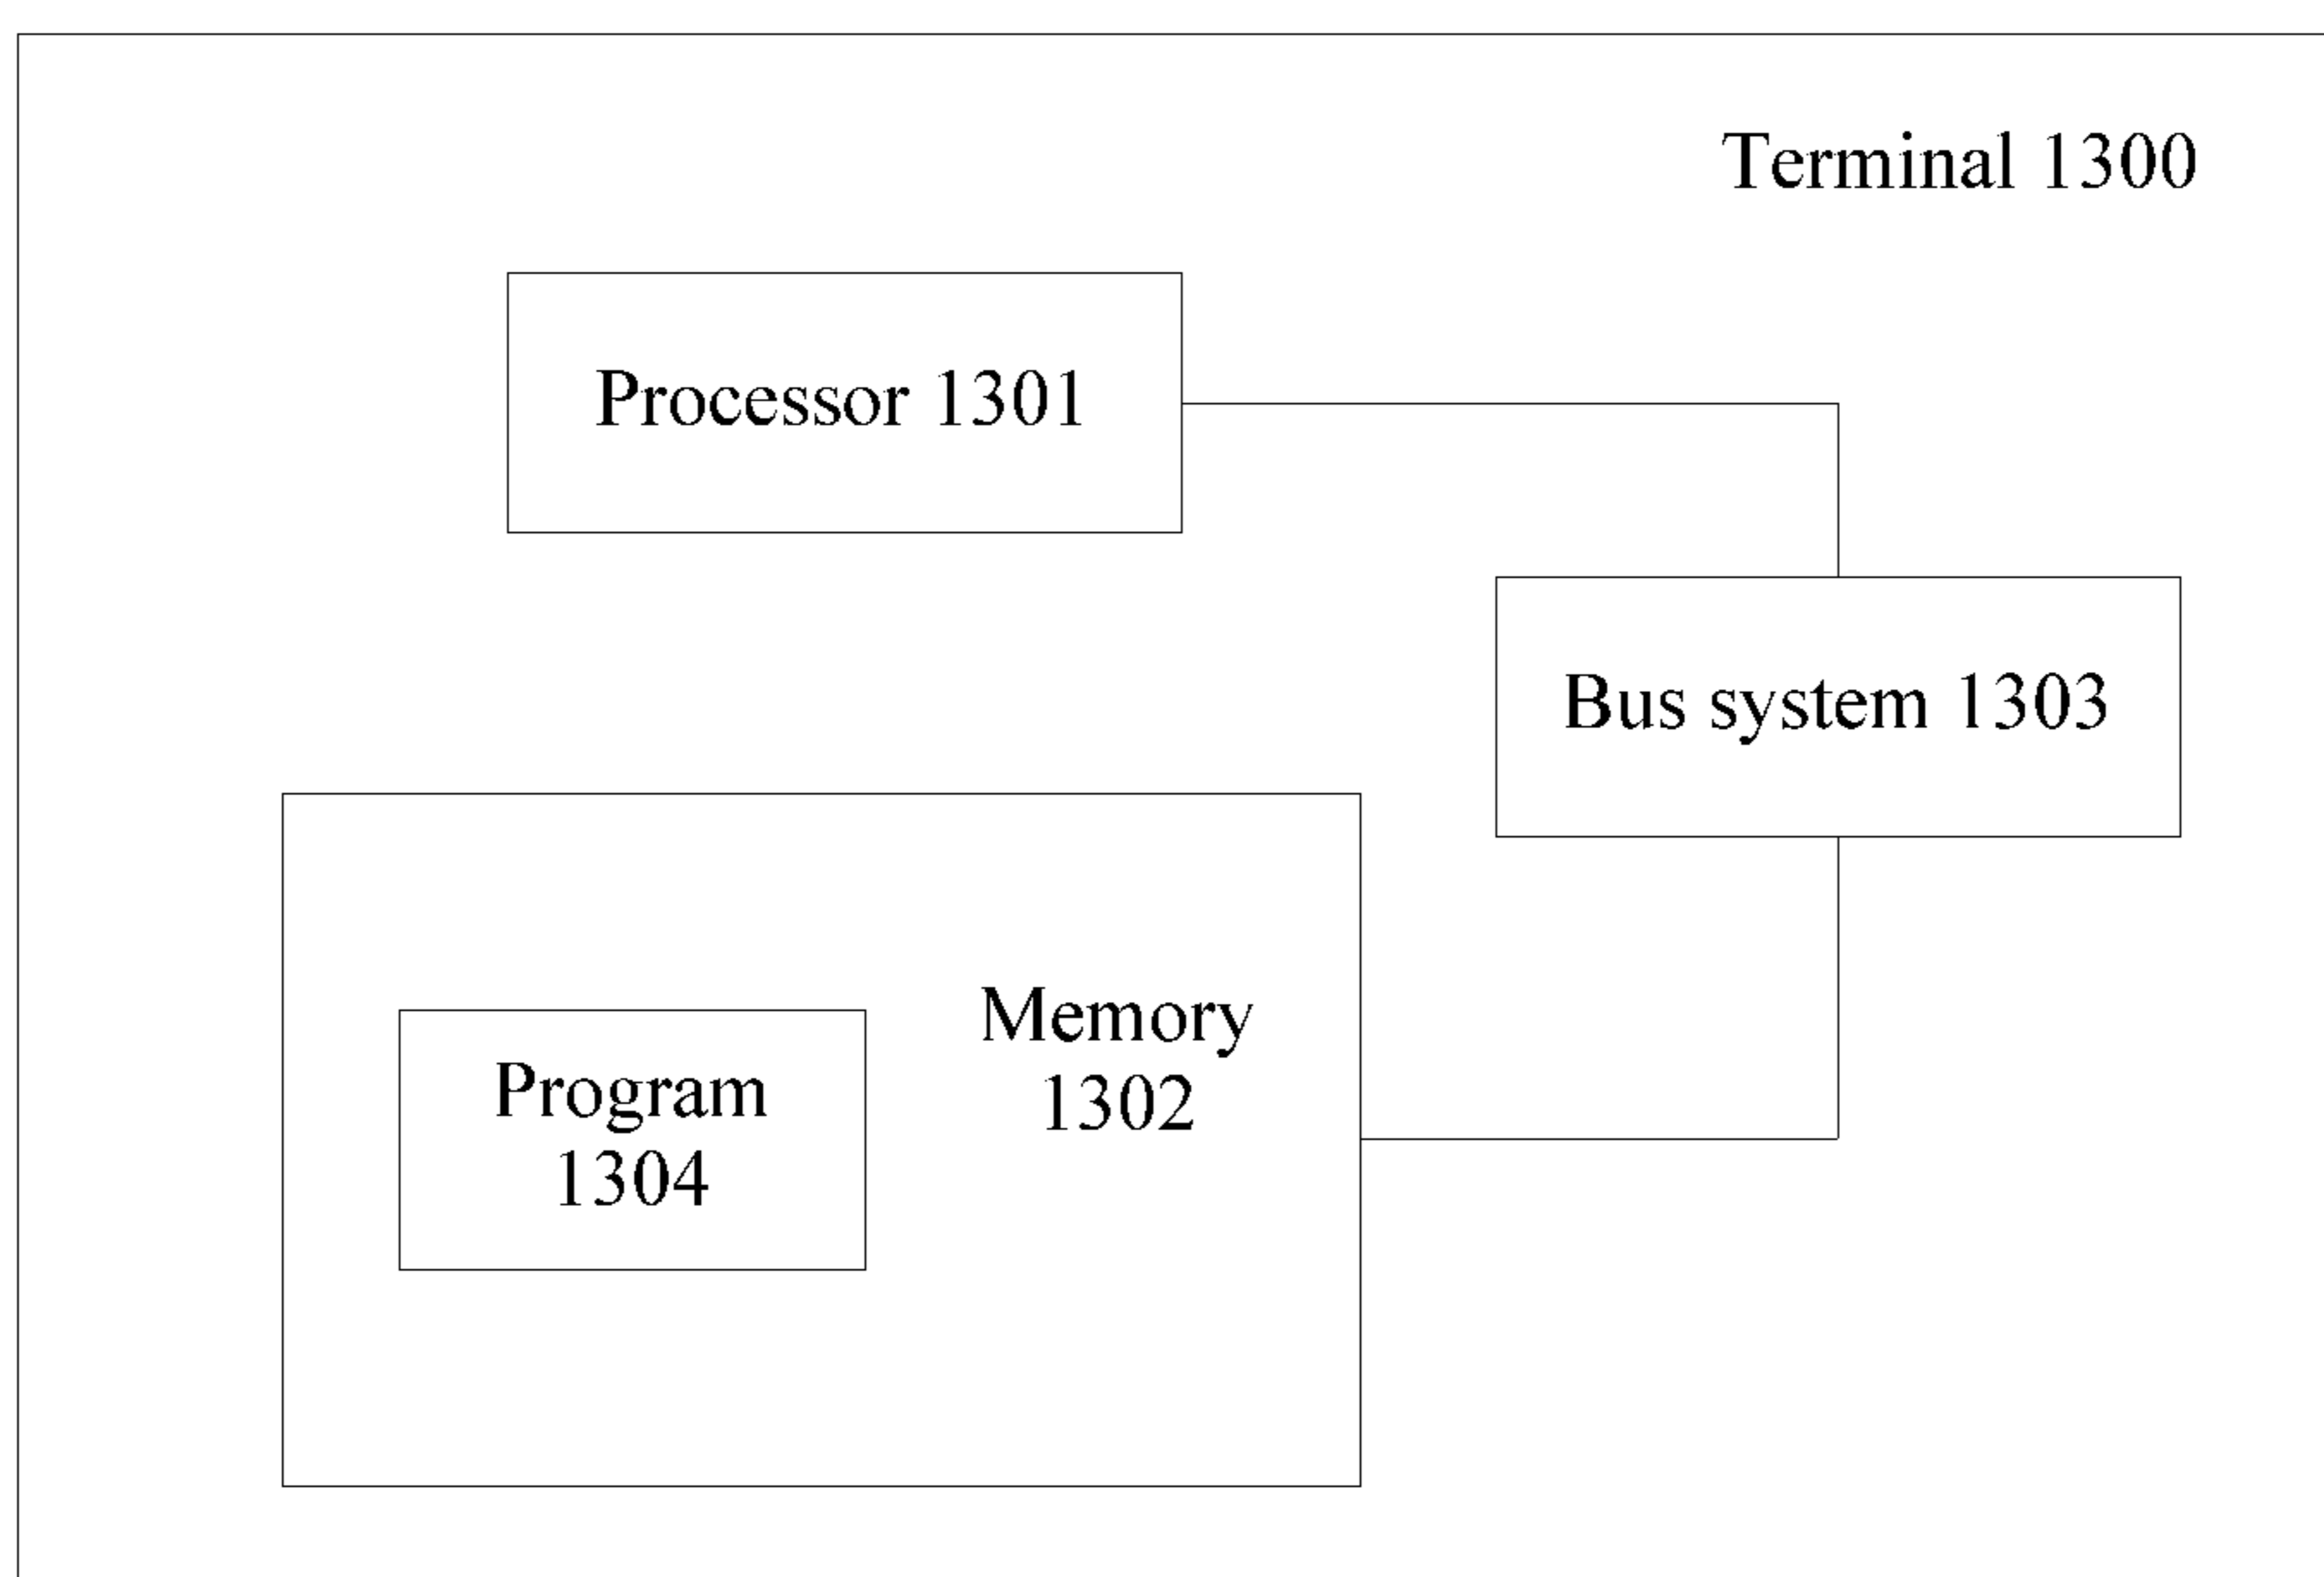 Terminal 1300
Processor 1301
Bus system 1303
Memory
1302
Program
1304